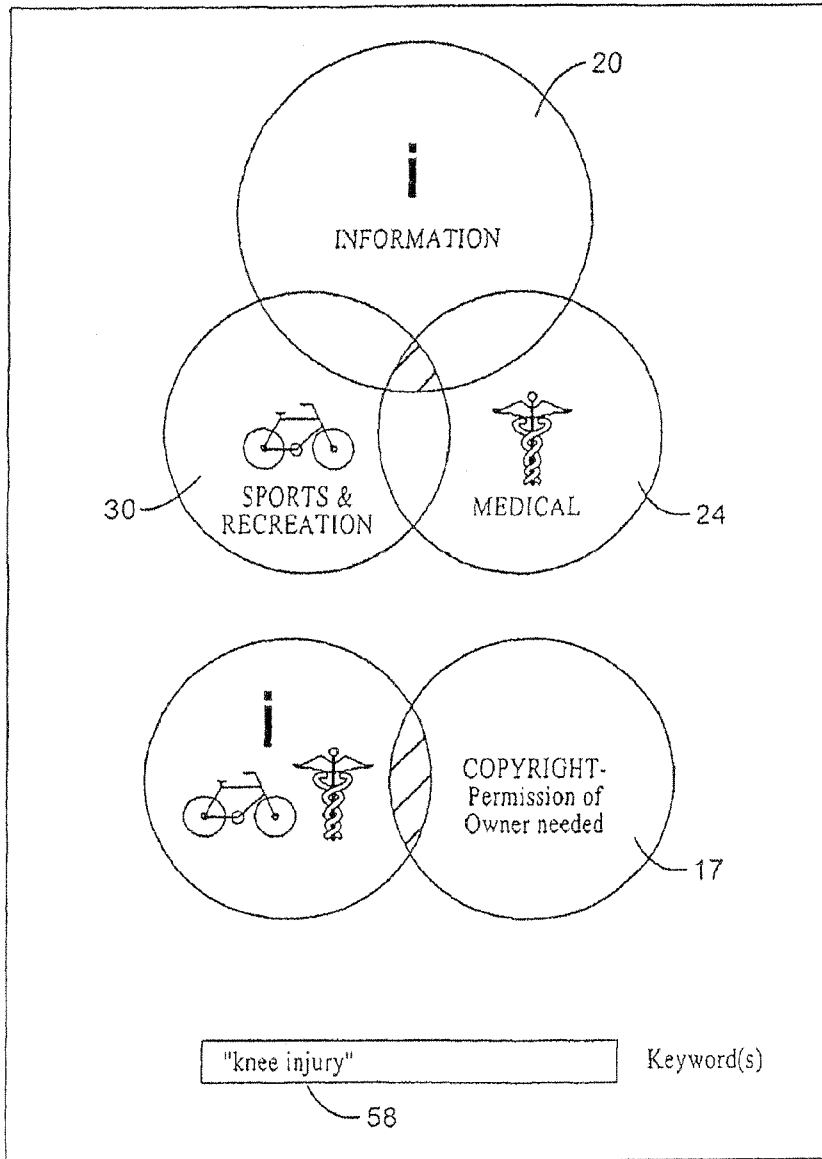 20
i
INFORMATION
30
SPORTS &
RECREATION
MEDICAL
24
i
COPYRIGHT-
Permission of
Owner needed
17
"knee injury" Keyword(s)
58